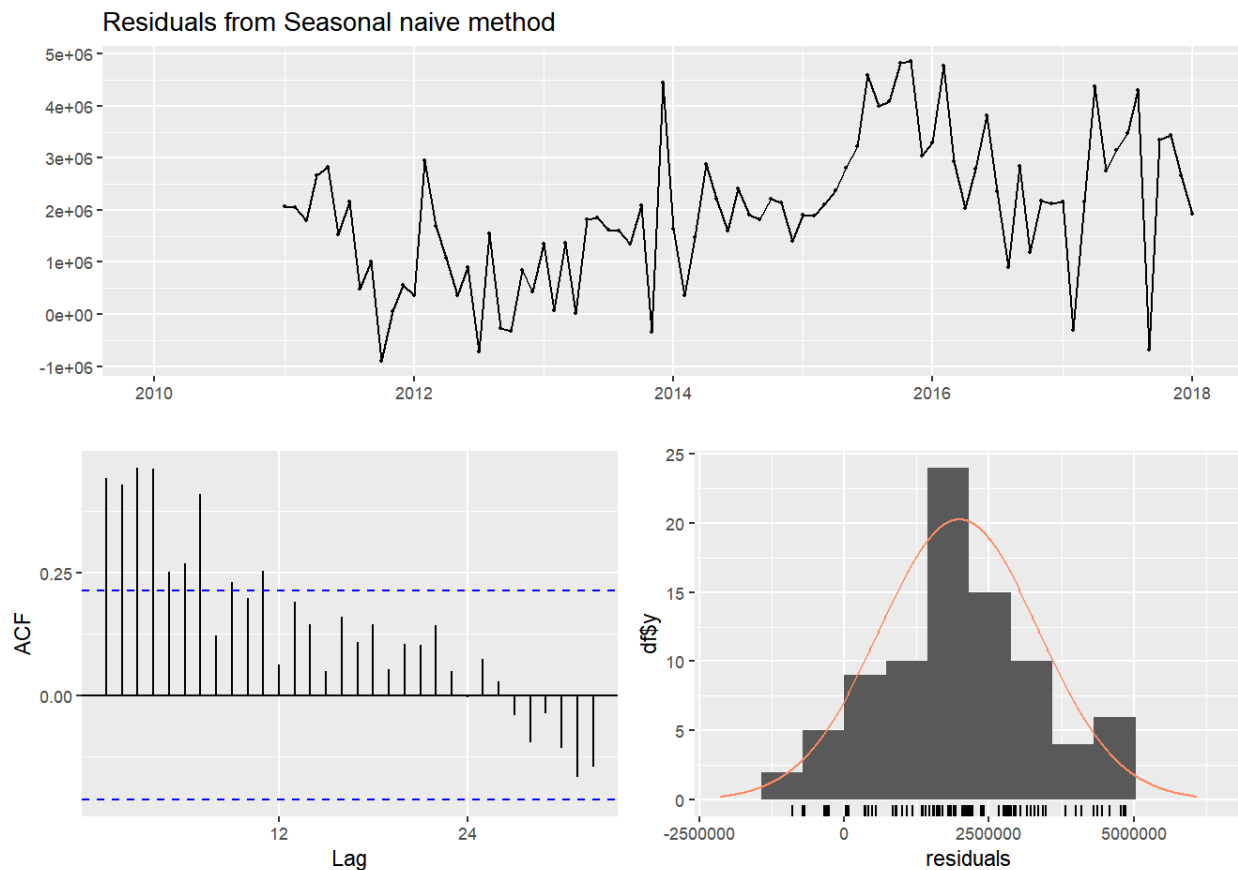 Residuals from Seasonal naive method
5e+06
4e+06
3e+06
2e+06
1e+06
0e+00
-1e+06
2010 2012 2014 2016 2018
ACF
0.25
0.00
12 24
Lag
df$y
25
20
15
10
5
0
-2500000 0 2500000 5000000
residuals